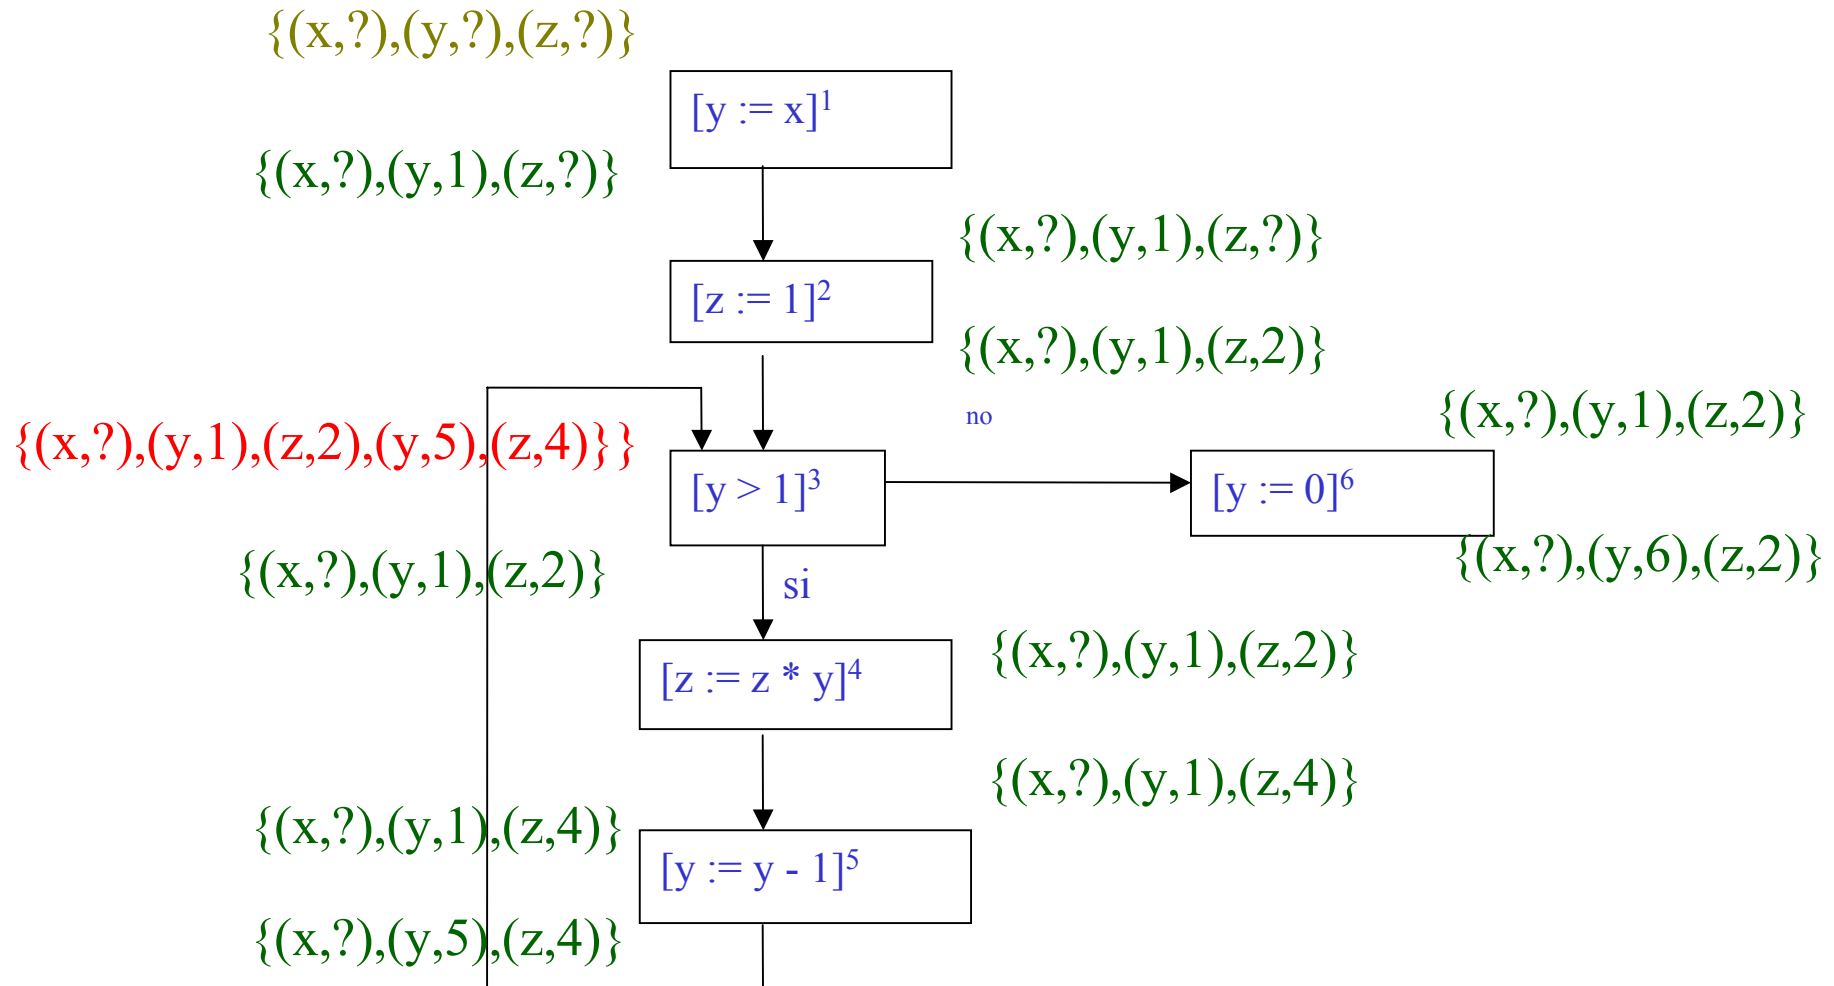 {(x,?),(y,?),(z,?)}
[y := x]1
{(x,?),(y,1),(z,?)}
{(x,?),(y,1),(z,?)}
[z := 1]2
{(x,?),(y,1),(z,2)}
no
{(x,?),(y,1),(z,2)}
{(x,?),(y,1),(z,2),(y,5),(z,4)}}
[y > 1]3
[y := 0]6
{(x,?),(y,1),(z,2)}
si
{(x,?),(y,6),(z,2)}
{(x,?),(y,1),(z,2)}
[z := z * y]4
{(x,?),(y,1),(z,4)}
{(x,?),(y,1),(z,4)}
[y := y - 1]5
{(x,?),(y,5),(z,4)}